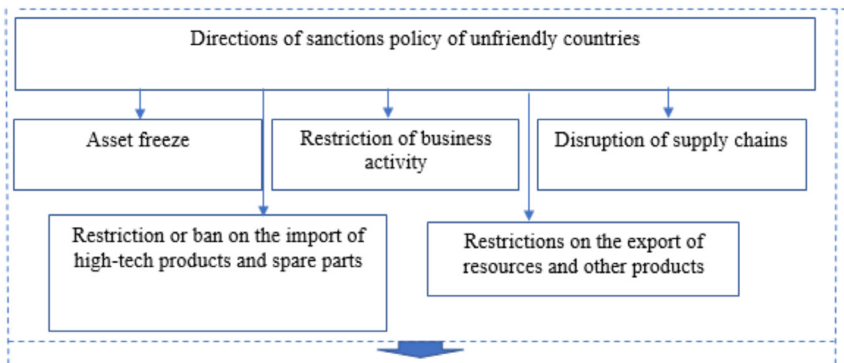 Directions of sanctions policy of unfriendly countries
Asset freeze
Restriction of business
activity
Disruption of supply chains
Restriction or ban on the import of
high-tech products and spare parts
Restrictions on the export of
resources and other products